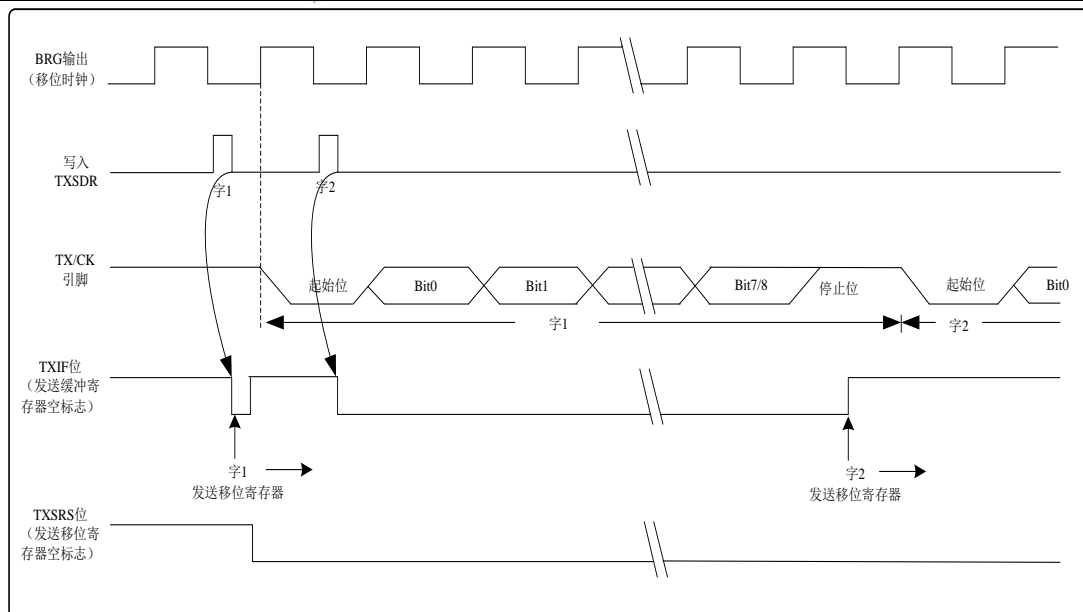 BRG输出
（移位时钟）
写入
TXSDR
字1
字2
TX/CK
引脚
起始位
Bit0
Bit1
Bit7/8
停止位
起始位
Bit0
字1
字2
TXIF位
（发送缓冲寄
存器空标志）
字1
发送移位寄存器
字2
发送移位寄存器
TXSRS位
（发送移位寄
存器空标志）